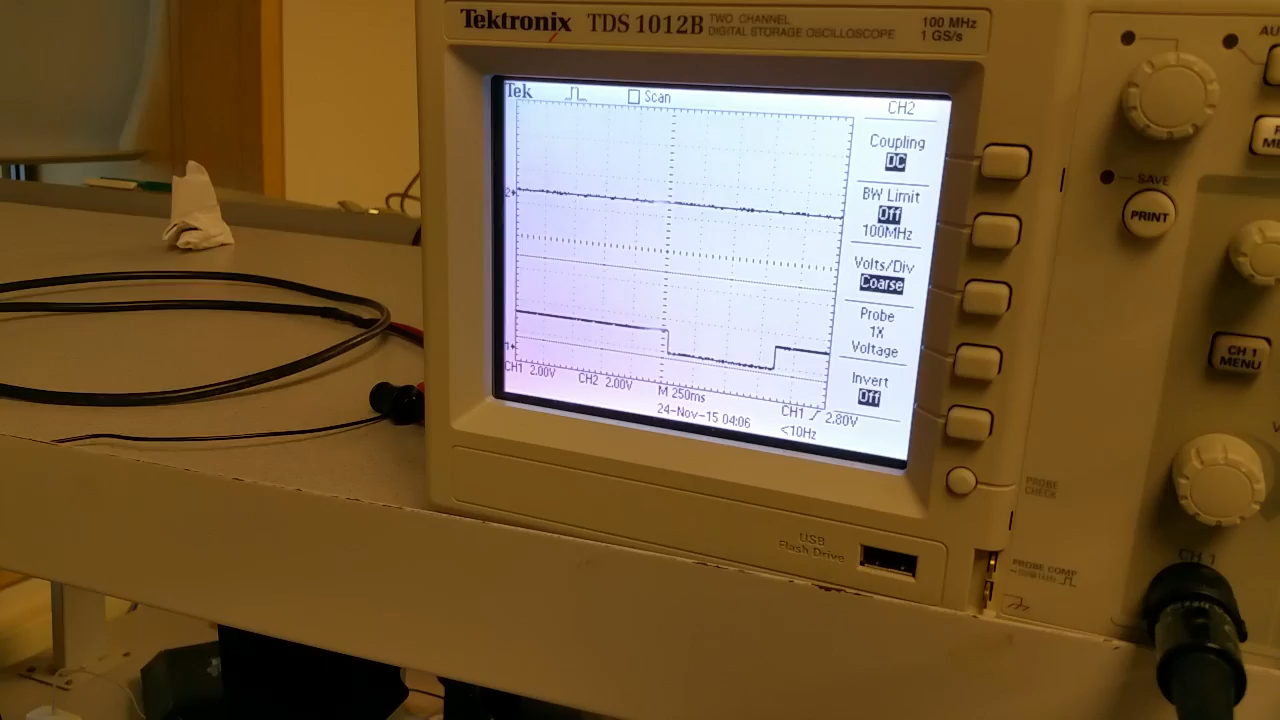 Tektronix TDS 1012B TWO CHANNEL DIGITAL STORAGE OSCILLOSCOPE 100 MHz 1 GS/s
Tek Scan
CH2
Coupling
DC
BW Limit
Off
100MHz
Volts/Div
Coarse
Probe
1X
Voltage
Invert
Off
2
1
CH1 2.00V CH2 2.00V M 250ms CH1 2.80V
24-Nov-15 04:06 <10Hz
SAVE
PRINT
CH 1
MENU
PROBE
CHECK
USB
Flash Drive
PROBE COMP
CH 1